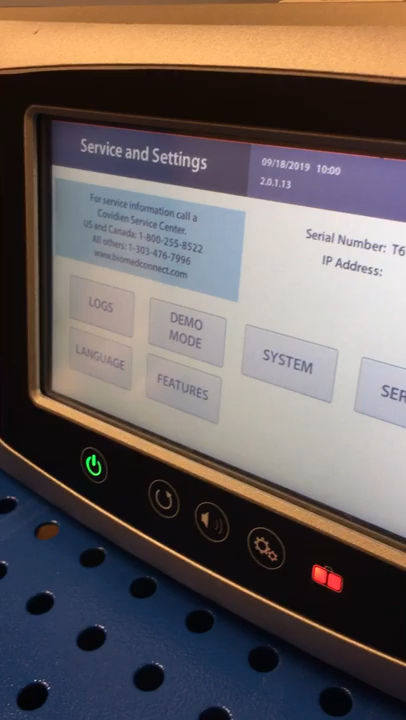 Service and Settings
09/18/2019 10:00
2.0.1.13
For service information call a
Covidien Service Center.
US and Canada: 1-800-255-8522
All others: 1-303-476-7996
www.biomedconnect.com
Serial Number: T6
IP Address:
LOGS
DEMO
MODE
SYSTEM
SER
LANGUAGE
FEATURES